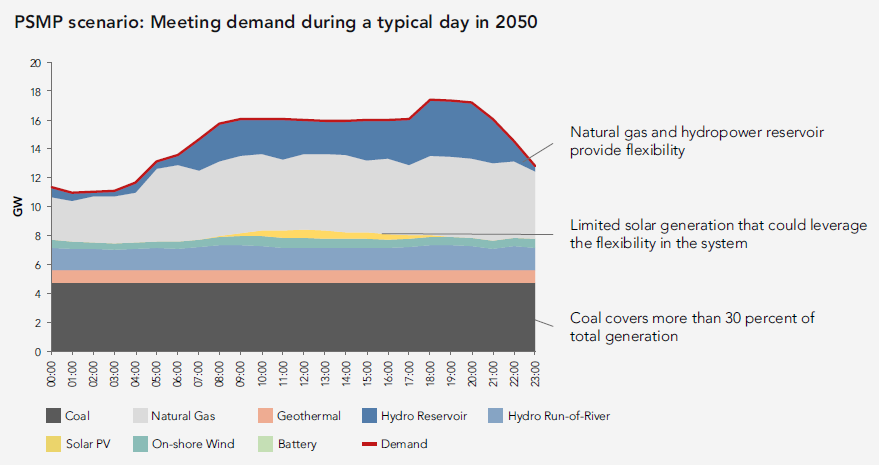 PSMP scenario: Meeting demand during a typical day in 2050
20
18
16
14
12
10
8
6
4
2
0
GW
00:00
01:00
02:00
03:00
04:00
05:00
06:00
07:00
08:00
09:00
10:00
11:00
12:00
13:00
14:00
15:00
16:00
17:00
18:00
19:00
20:00
21:00
22:00
23:00
Natural gas and hydropower reservoir
provide flexibility
Limited solar generation that could leverage
the flexibility in the system
Coal covers more than 30 percent of
total generation
Coal
Natural Gas
Geothermal
Hydro Reservoir
Hydro Run-of-River
Solar PV
On-shore Wind
Battery
Demand